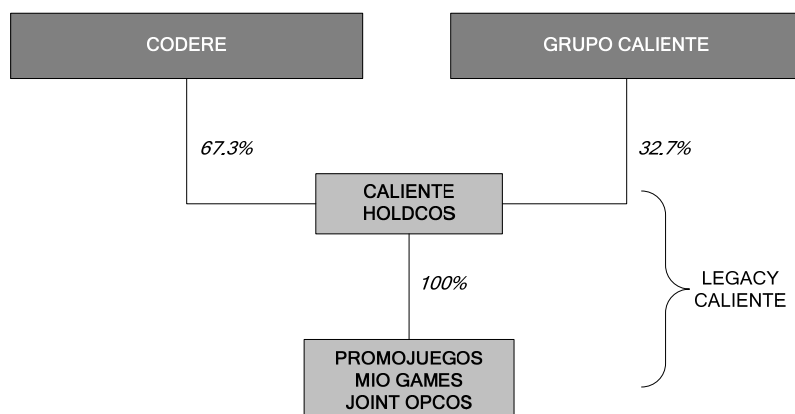 CODERE
GRUPO CALIENTE
67.3%
32.7%
CALIENTE
HOLDCOS
100%
LEGACY
CALIENTE
PROMOJUEGOS
MIO GAMES
JOINT OPCOS